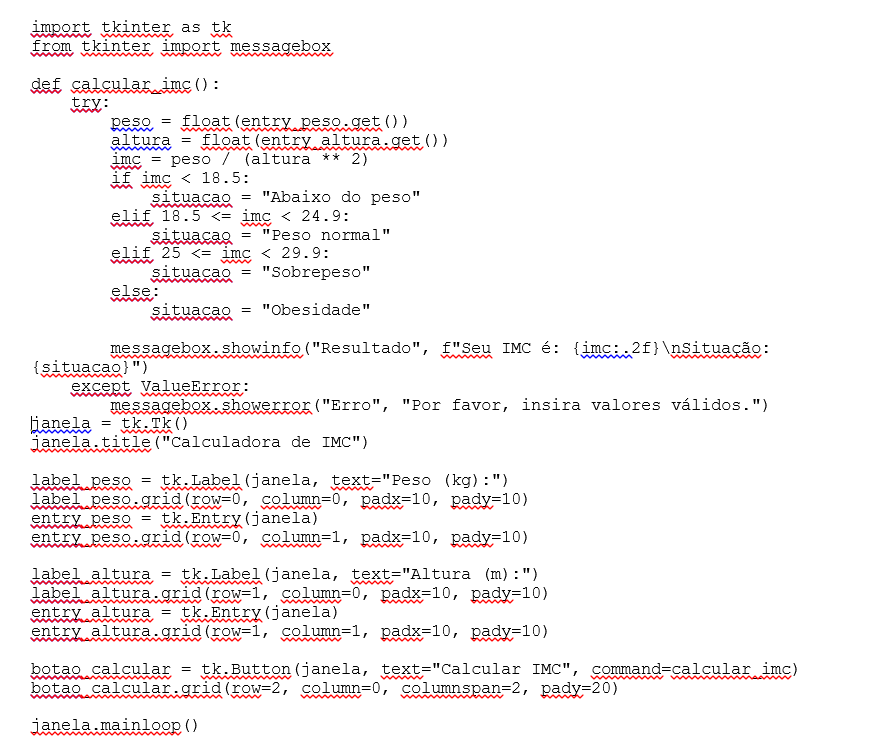 import tkinter as tk
from tkinter import messagebox

def calcular_imc():
    try:
        peso = float(entry_peso.get())
        altura = float(entry_altura.get())
        imc = peso / (altura ** 2)
        if imc < 18.5:
            situacao = "Abaixo do peso"
        elif 18.5 <= imc < 24.9:
            situacao = "Peso normal"
        elif 25 <= imc < 29.9:
            situacao = "Sobrepeso"
        else:
            situacao = "Obesidade"

        messagebox.showinfo("Resultado", f"Seu IMC é: {imc:.2f}\nSituação:
{situacao}")
    except ValueError:
        messagebox.showerror("Erro", "Por favor, insira valores válidos.")
janela = tk.Tk()
janela.title("Calculadora de IMC")

label_peso = tk.Label(janela, text="Peso (kg):")
label_peso.grid(row=0, column=0, padx=10, pady=10)
entry_peso = tk.Entry(janela)
entry_peso.grid(row=0, column=1, padx=10, pady=10)

label_altura = tk.Label(janela, text="Altura (m):")
label_altura.grid(row=1, column=0, padx=10, pady=10)
entry_altura = tk.Entry(janela)
entry_altura.grid(row=1, column=1, padx=10, pady=10)

botao_calcular = tk.Button(janela, text="Calcular IMC", command=calcular_imc)
botao_calcular.grid(row=2, column=0, columnspan=2, pady=20)

janela.mainloop()